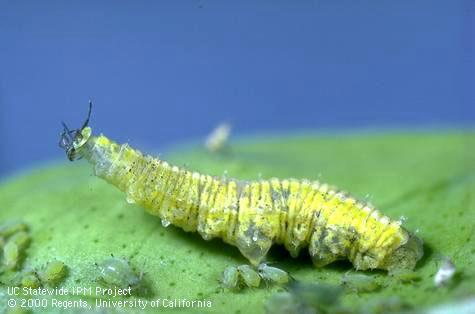 UC Statewide IPM Project
© 2000 Regents, University of California